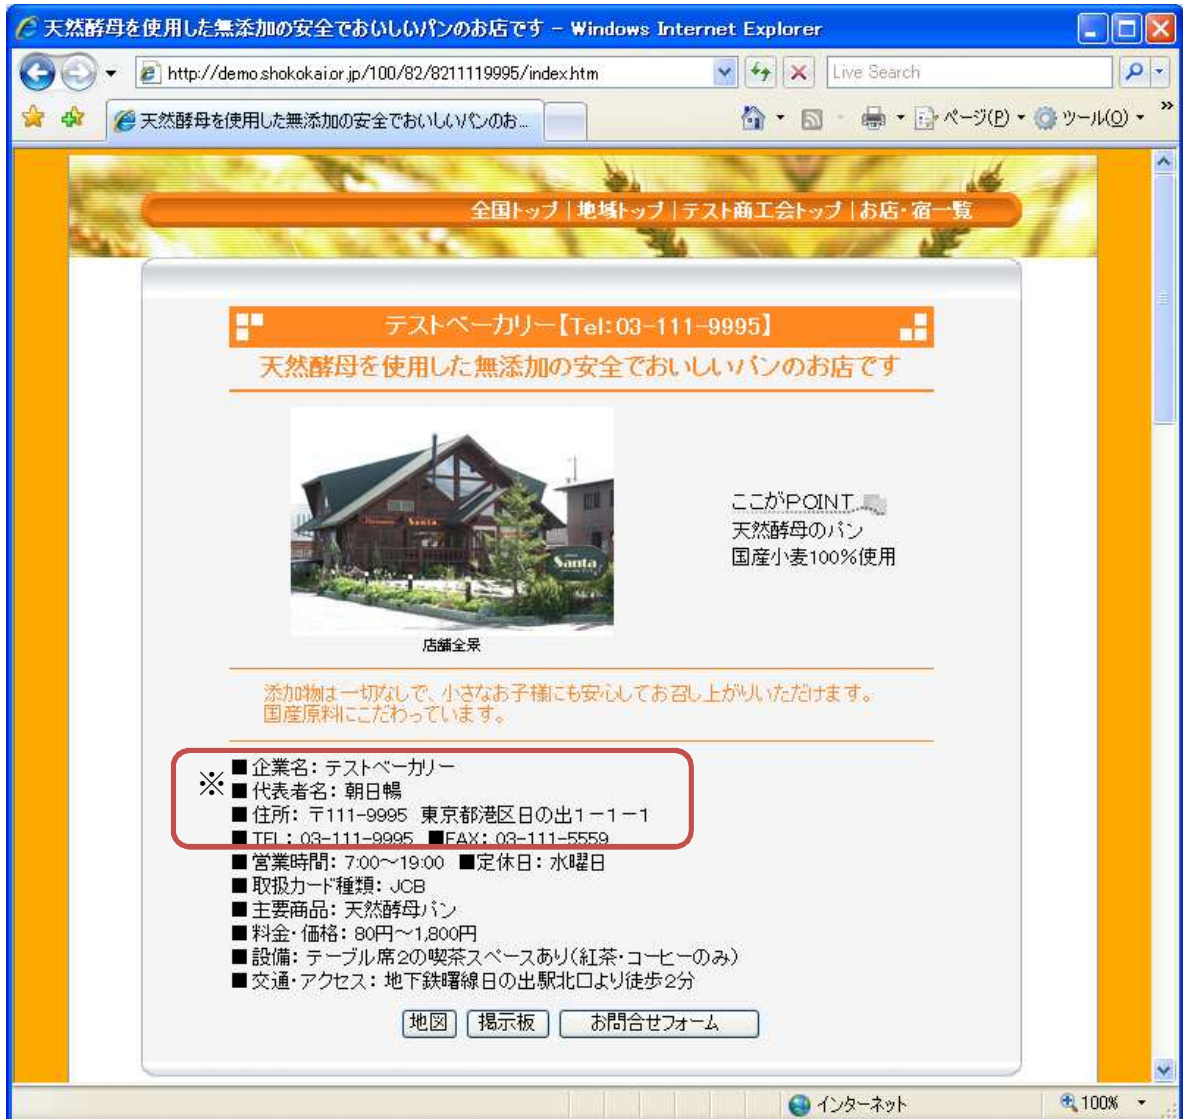 天然酵母を使用した無添加の安全でおいしいパンのお店です - Windows Internet Explorer
http://demo.shokokai.or.jp/100/82/8211119995/index.htm
Live Search
天然酵母を使用した無添加の安全でおいしいパンのお...
ページ(P)
ツール(O)
全国トップ | 地域トップ | テスト商工会トップ | お店・宿一覧
テストベーカリー【Tel:03-111-9995】
天然酵母を使用した無添加の安全でおいしいパンのお店です
Santa
Santa
ここがPOINT
天然酵母のパン
国産小麦100%使用
店舗全景
添加物は一切なしで、小さなお子様にも安心してお召し上がりいただけます。
国産原料にこだわっています。
※
■企業名:テストベーカリー
■代表者名:朝日暢
■住所:〒111-9995 東京都港区日の出1-1-1
■TEL:03-111-9995 ■FAX:03-111-5559
■営業時間:7:00~19:00 ■定休日:水曜日
■取扱カード種類:JCB
■主要商品:天然酵母パン
■料金・価格:80円~1,800円
■設備:テーブル席2の喫茶スペースあり(紅茶・コーヒーのみ)
■交通・アクセス:地下鉄曙線日の出駅北口より徒歩2分
地図 掲示板 お問合せフォーム
インターネット
100%